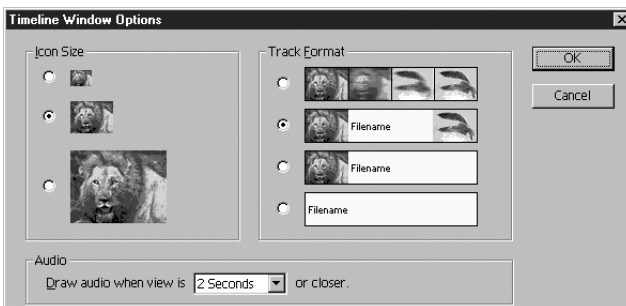 Timeline Window Options
Icon Size
Track Format
Filename
Filename
Filename
OK
Cancel
Audio
Draw audio when view is 2 Seconds or closer.